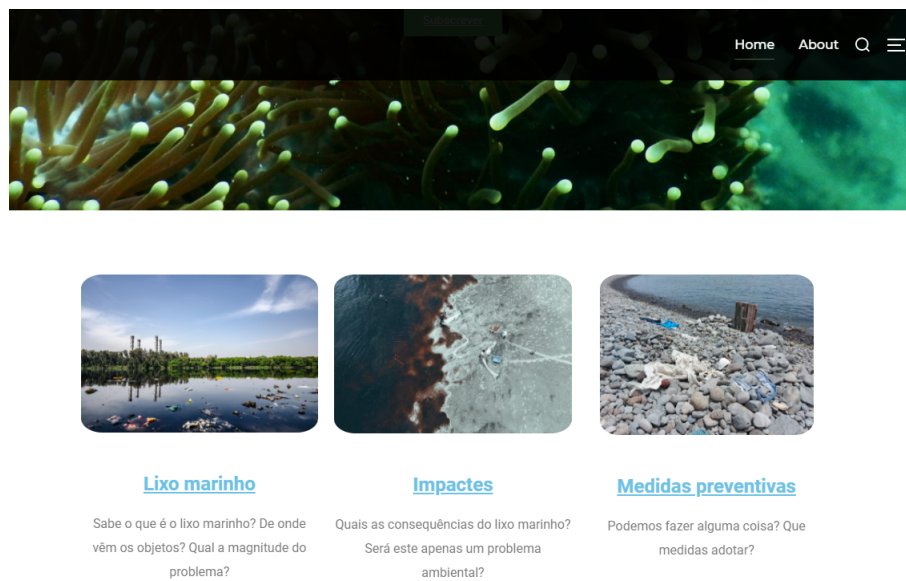 Subscrever
Home About
Lixo marinho
Sabe o que é o lixo marinho? De onde
vêm os objetos? Qual a magnitude do
problema?
Impactes
Quais as consequências do lixo marinho?
Será este apenas um problema
ambiental?
Medidas preventivas
Podemos fazer alguma coisa? Que
medidas adotar?